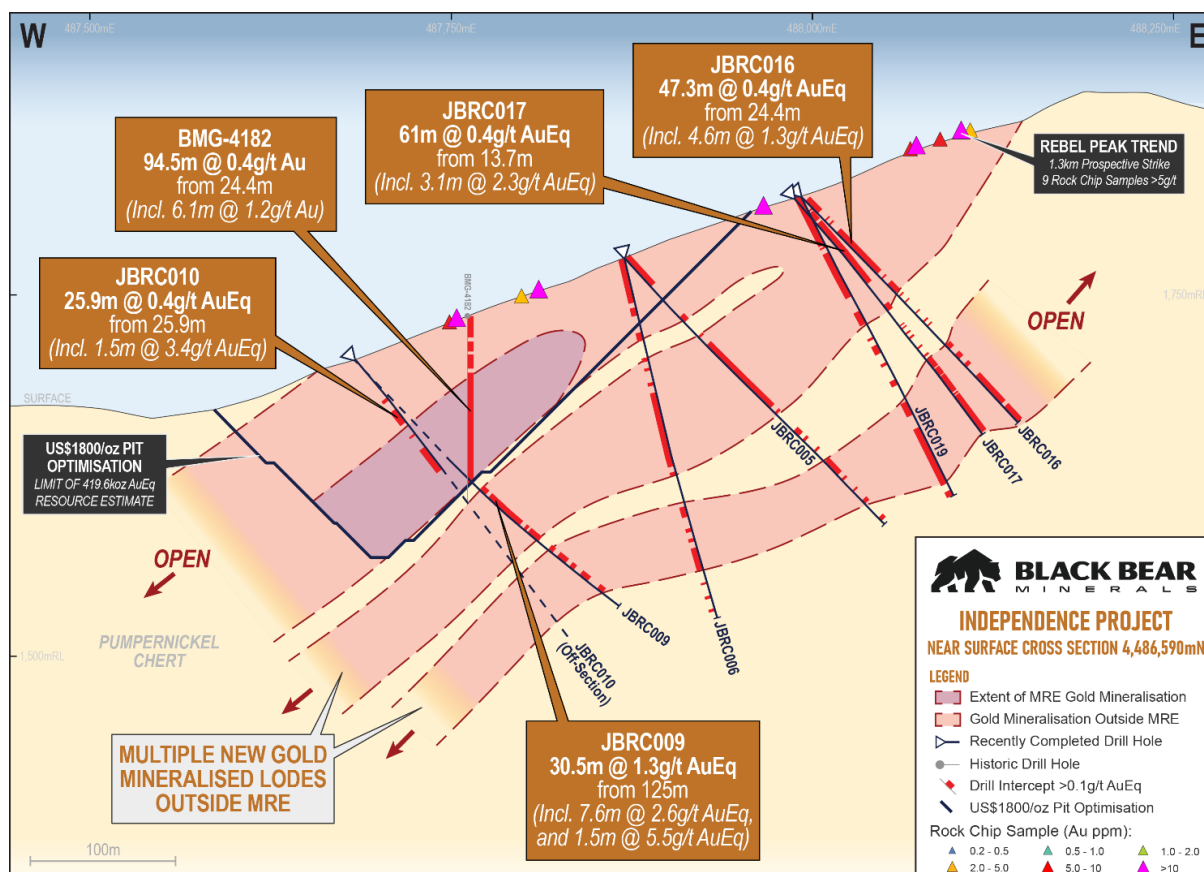 487,500mE
487,750mE
488,000mE
488,250mE
W
E
JBRC016
47.3m @ 0.4g/t AuEq
from 24.4m
(Incl. 4.6m @ 1.3g/t AuEq)
JBRC017
61m @ 0.4g/t AuEq
from 13.7m
(Incl. 3.1m @ 2.3g/t AuEq)
BMG-4182
94.5m @ 0.4g/t Au
from 24.4m
(Incl. 6.1m @ 1.2g/t Au)
REBEL PEAK TREND
1.3km Prospective Strike
9 Rock Chip Samples >5g/t
JBRC010
25.9m @ 0.4g/t AuEq
from 25.9m
(Incl. 1.5m @ 3.4g/t AuEq)
BMG-4182
1,750mRL
OPEN
SURFACE
US$1800/oz PIT
OPTIMISATION
LIMIT OF 419.6koz AuEq
RESOURCE ESTIMATE
JBRC005
JBRC019
JBRC017
JBRC016
OPEN
PUMPERNICKEL
CHERT
1,500mRL
JBRC009
JBRC006
JBRC010
(Off-Section)
MULTIPLE NEW GOLD
MINERALISED LODES
OUTSIDE MRE
JBRC009
30.5m @ 1.3g/t AuEq
from 125m
(Incl. 7.6m @ 2.6g/t AuEq,
and 1.5m @ 5.5g/t AuEq)
100m
BLACK BEAR
MINERALS
INDEPENDENCE PROJECT
NEAR SURFACE CROSS SECTION 4,486,590mN
LEGEND
Extent of MRE Gold Mineralisation
Gold Mineralisation Outside MRE
Recently Completed Drill Hole
Historic Drill Hole
Drill Intercept >0.1g/t AuEq
US$1800/oz Pit Optimisation
Rock Chip Sample (Au ppm):
0.2 - 0.5
0.5 - 1.0
1.0 - 2.0
2.0 - 5.0
5.0 - 10
>10